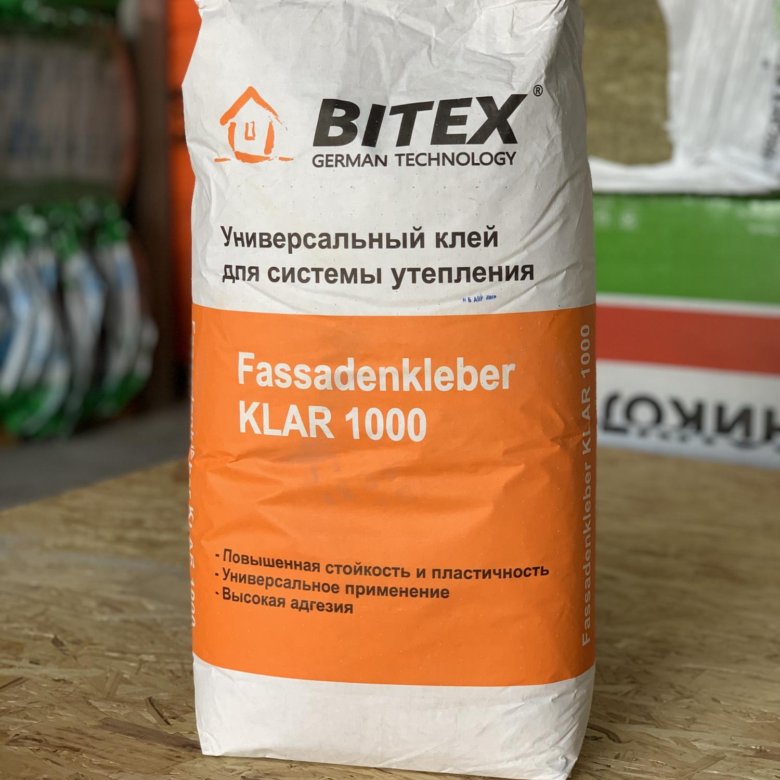 BITEX®
GERMAN TECHNOLOGY
Универсальный клей
для системы утепления
Fassadenkleber
KLAR 1000
- Повышенная стойкость и пластичность
- Универсальное применение
- Высокая адгезия
Fassadenkleber KLAR 1000
НИКОЛ